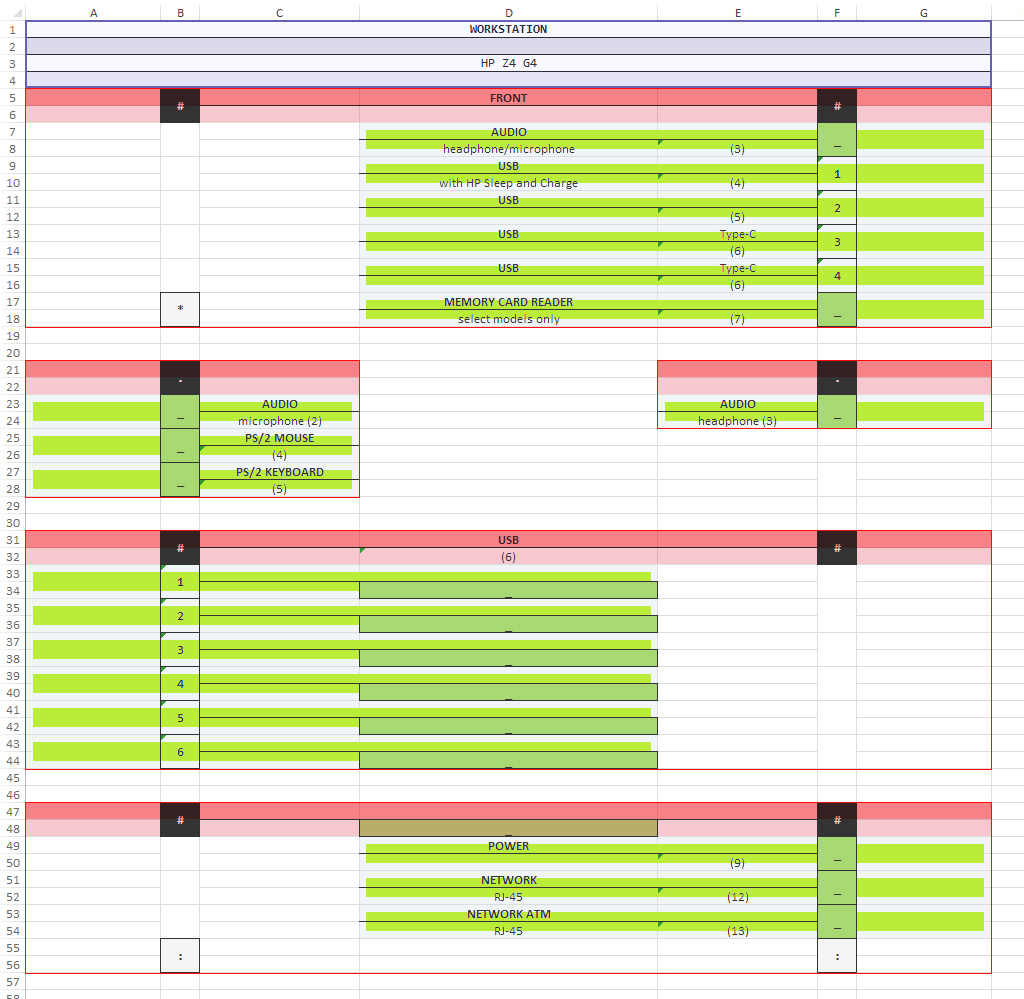 A B C D E F G
1 WORKSTATION
2
3 HP Z4 G4
4
5 # FRONT #
6
7 AUDIO _
8 headphone/microphone (3)
9 USB 1
10 with HP Sleep and Charge (4)
11 USB 2
12 (5)
13 USB Type-C 3
14 (6)
15 USB Type-C 4
16 (6)
17 * MEMORY CARD READER _
18 select models only (7)
19
20
21 . .
22
23 _ AUDIO AUDIO _
24 microphone (2) headphone (3)
25 _ PS/2 MOUSE
26 (4)
27 _ PS/2 KEYBOARD
28 (5)
29
30
31 # USB #
32 (6)
33 1
34 _
35 2
36 _
37 3
38 _
39 4
40 _
41 5
42 _
43 6
44 _
45
46
47 # #
48 _
49 POWER _
50 (9)
51 NETWORK _
52 RJ-45 (12)
53 NETWORK ATM _
54 RJ-45 (13)
55 : :
56
57
58